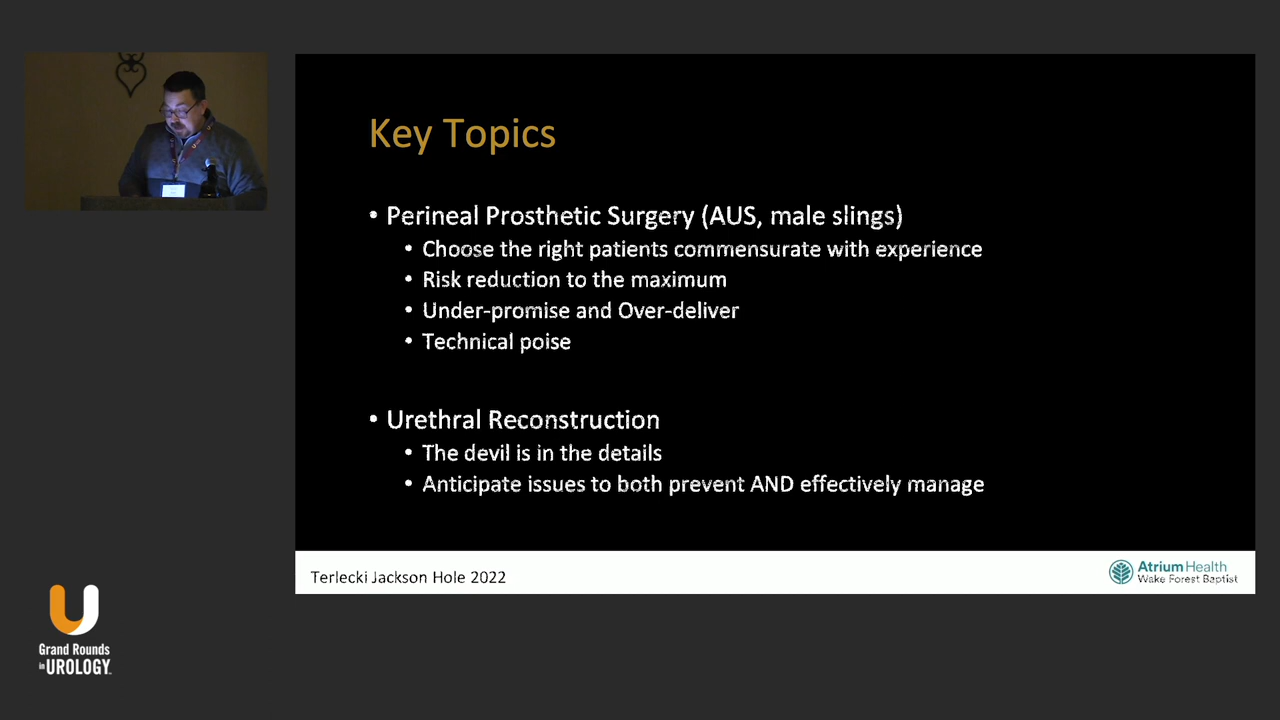 Key Topics
• Perineal Prosthetic Surgery (AUS, male slings)
• Choose the right patients commensurate with experience
• Risk reduction to the maximum
• Under-promise and Over-deliver
• Technical poise
• Urethral Reconstruction
• The devil is in the details
• Anticipate issues to both prevent AND effectively manage
Terlecki Jackson Hole 2022
Atrium Health
Wake Forest Baptist
Grand Rounds
in UROLOGY